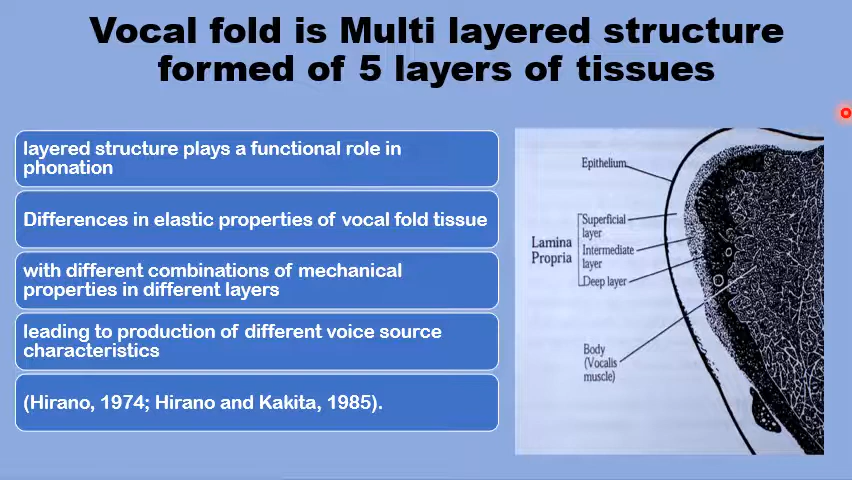 Vocal fold is Multi layered structure
formed of 5 layers of tissues
layered structure plays a functional role in
phonation
Differences in elastic properties of vocal fold tissue
with different combinations of mechanical
properties in different layers
leading to production of different voice source
characteristics
(Hirano, 1974; Hirano and Kakita, 1985).
Epithelium
Lamina
Propria
Superficial
layer
Intermediate
layer
Deep layer
Body
(Vocalis
muscle)